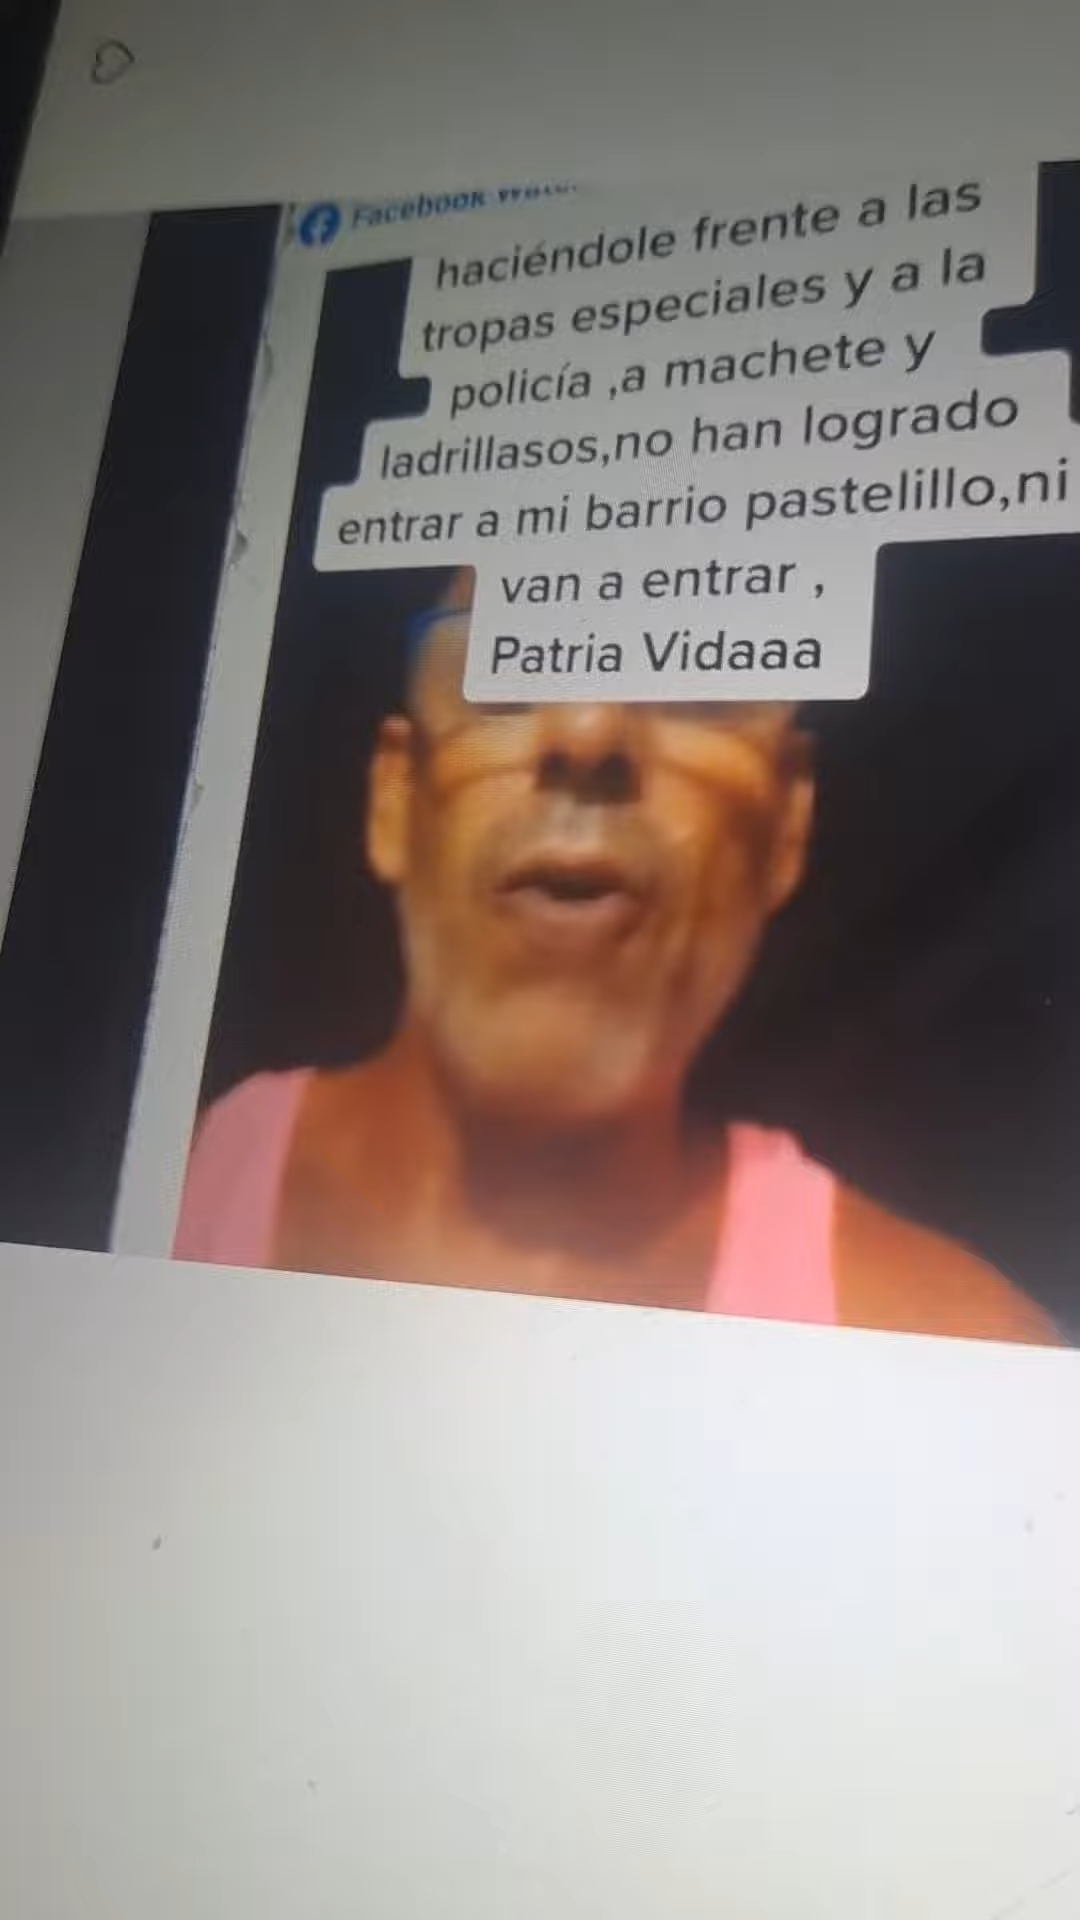 Facebook
haciéndole frente a las
tropas especiales y a la
policía ,a machete y
ladrillasos,no han logrado
entrar a mi barrio pastelillo,ni
van a entrar ,
Patria Vidaaa